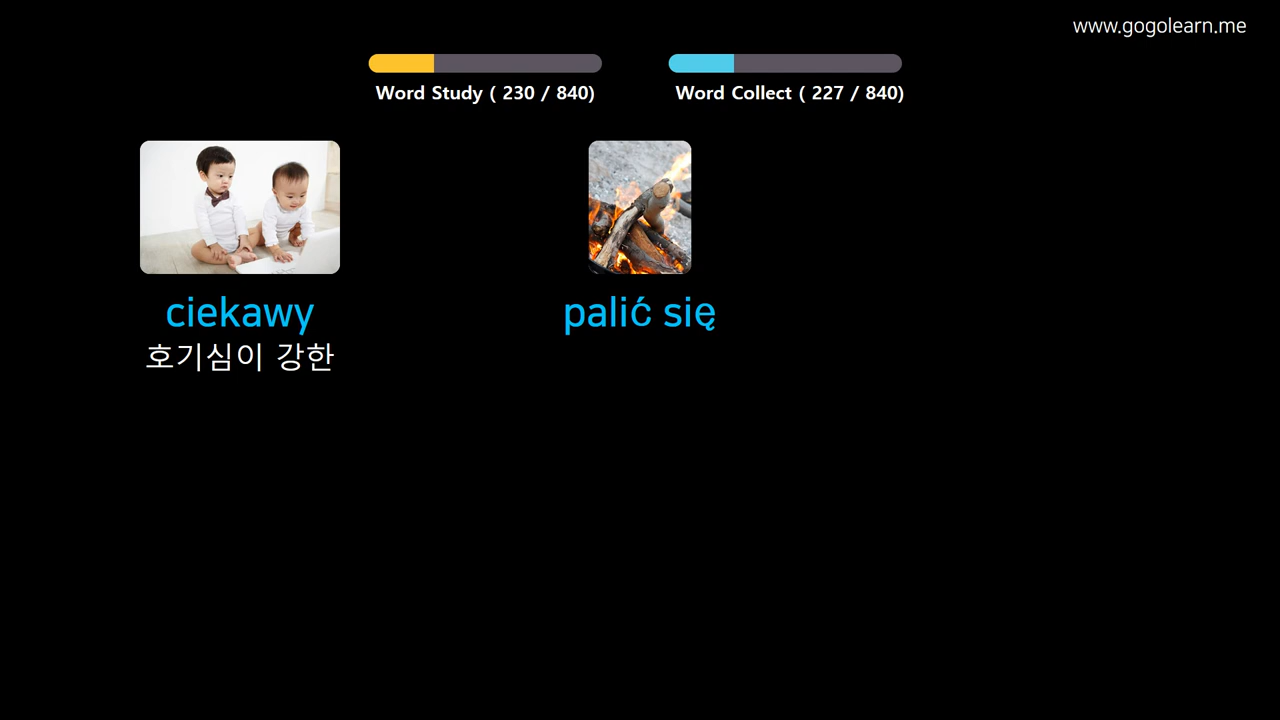 www.gogolearn.me
Word Study ( 230 / 840)
Word Collect ( 227 / 840)
ciekawy
호기심이 강한
palić się